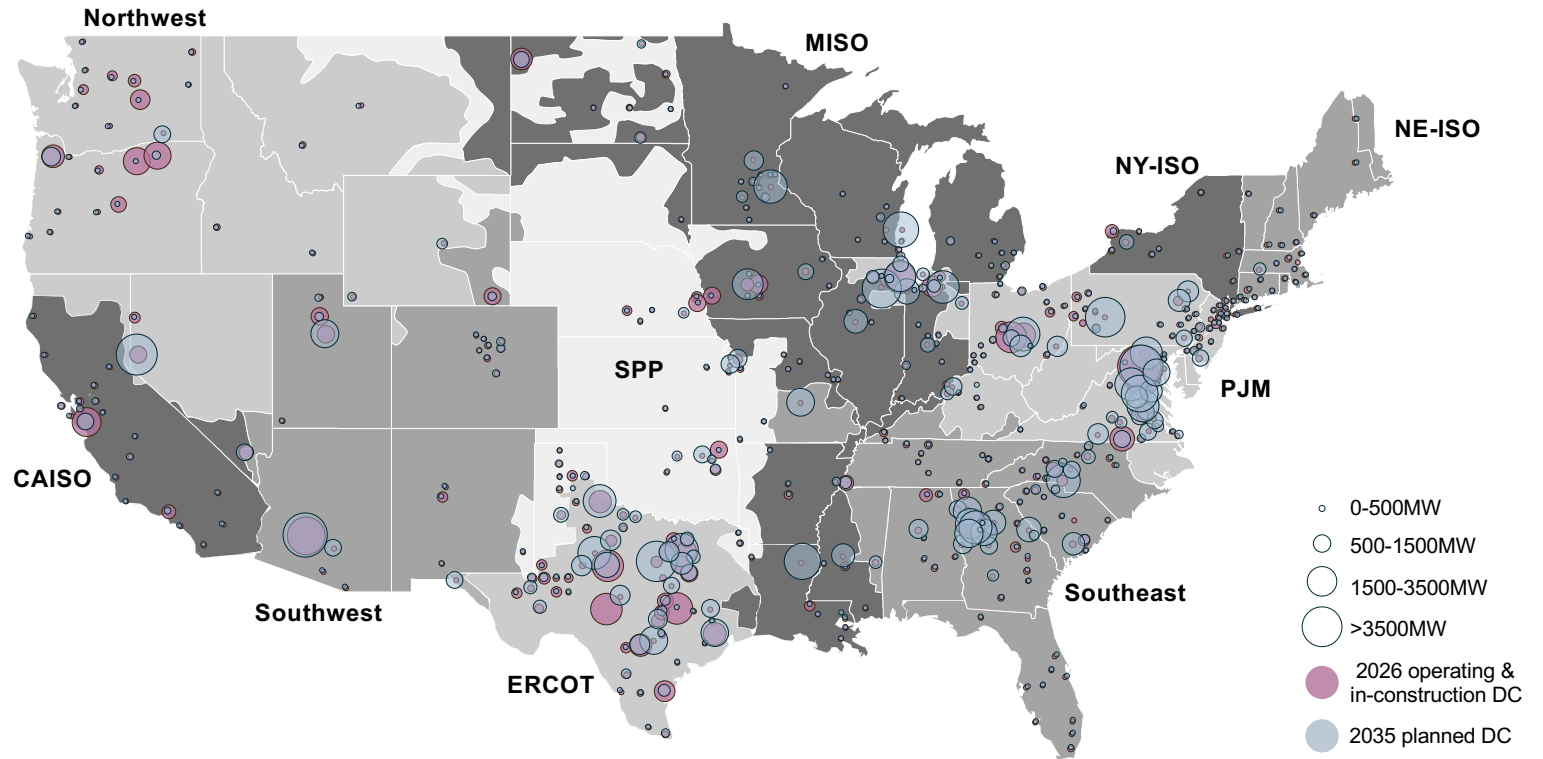 Northwest
MISO
NE-ISO
NY-ISO
SPP
PJM
CAISO
0-500MW
500-1500MW
1500-3500MW
>3500MW
Southeast
Southwest
ERCOT
2026 operating &
in-construction DC
2035 planned DC